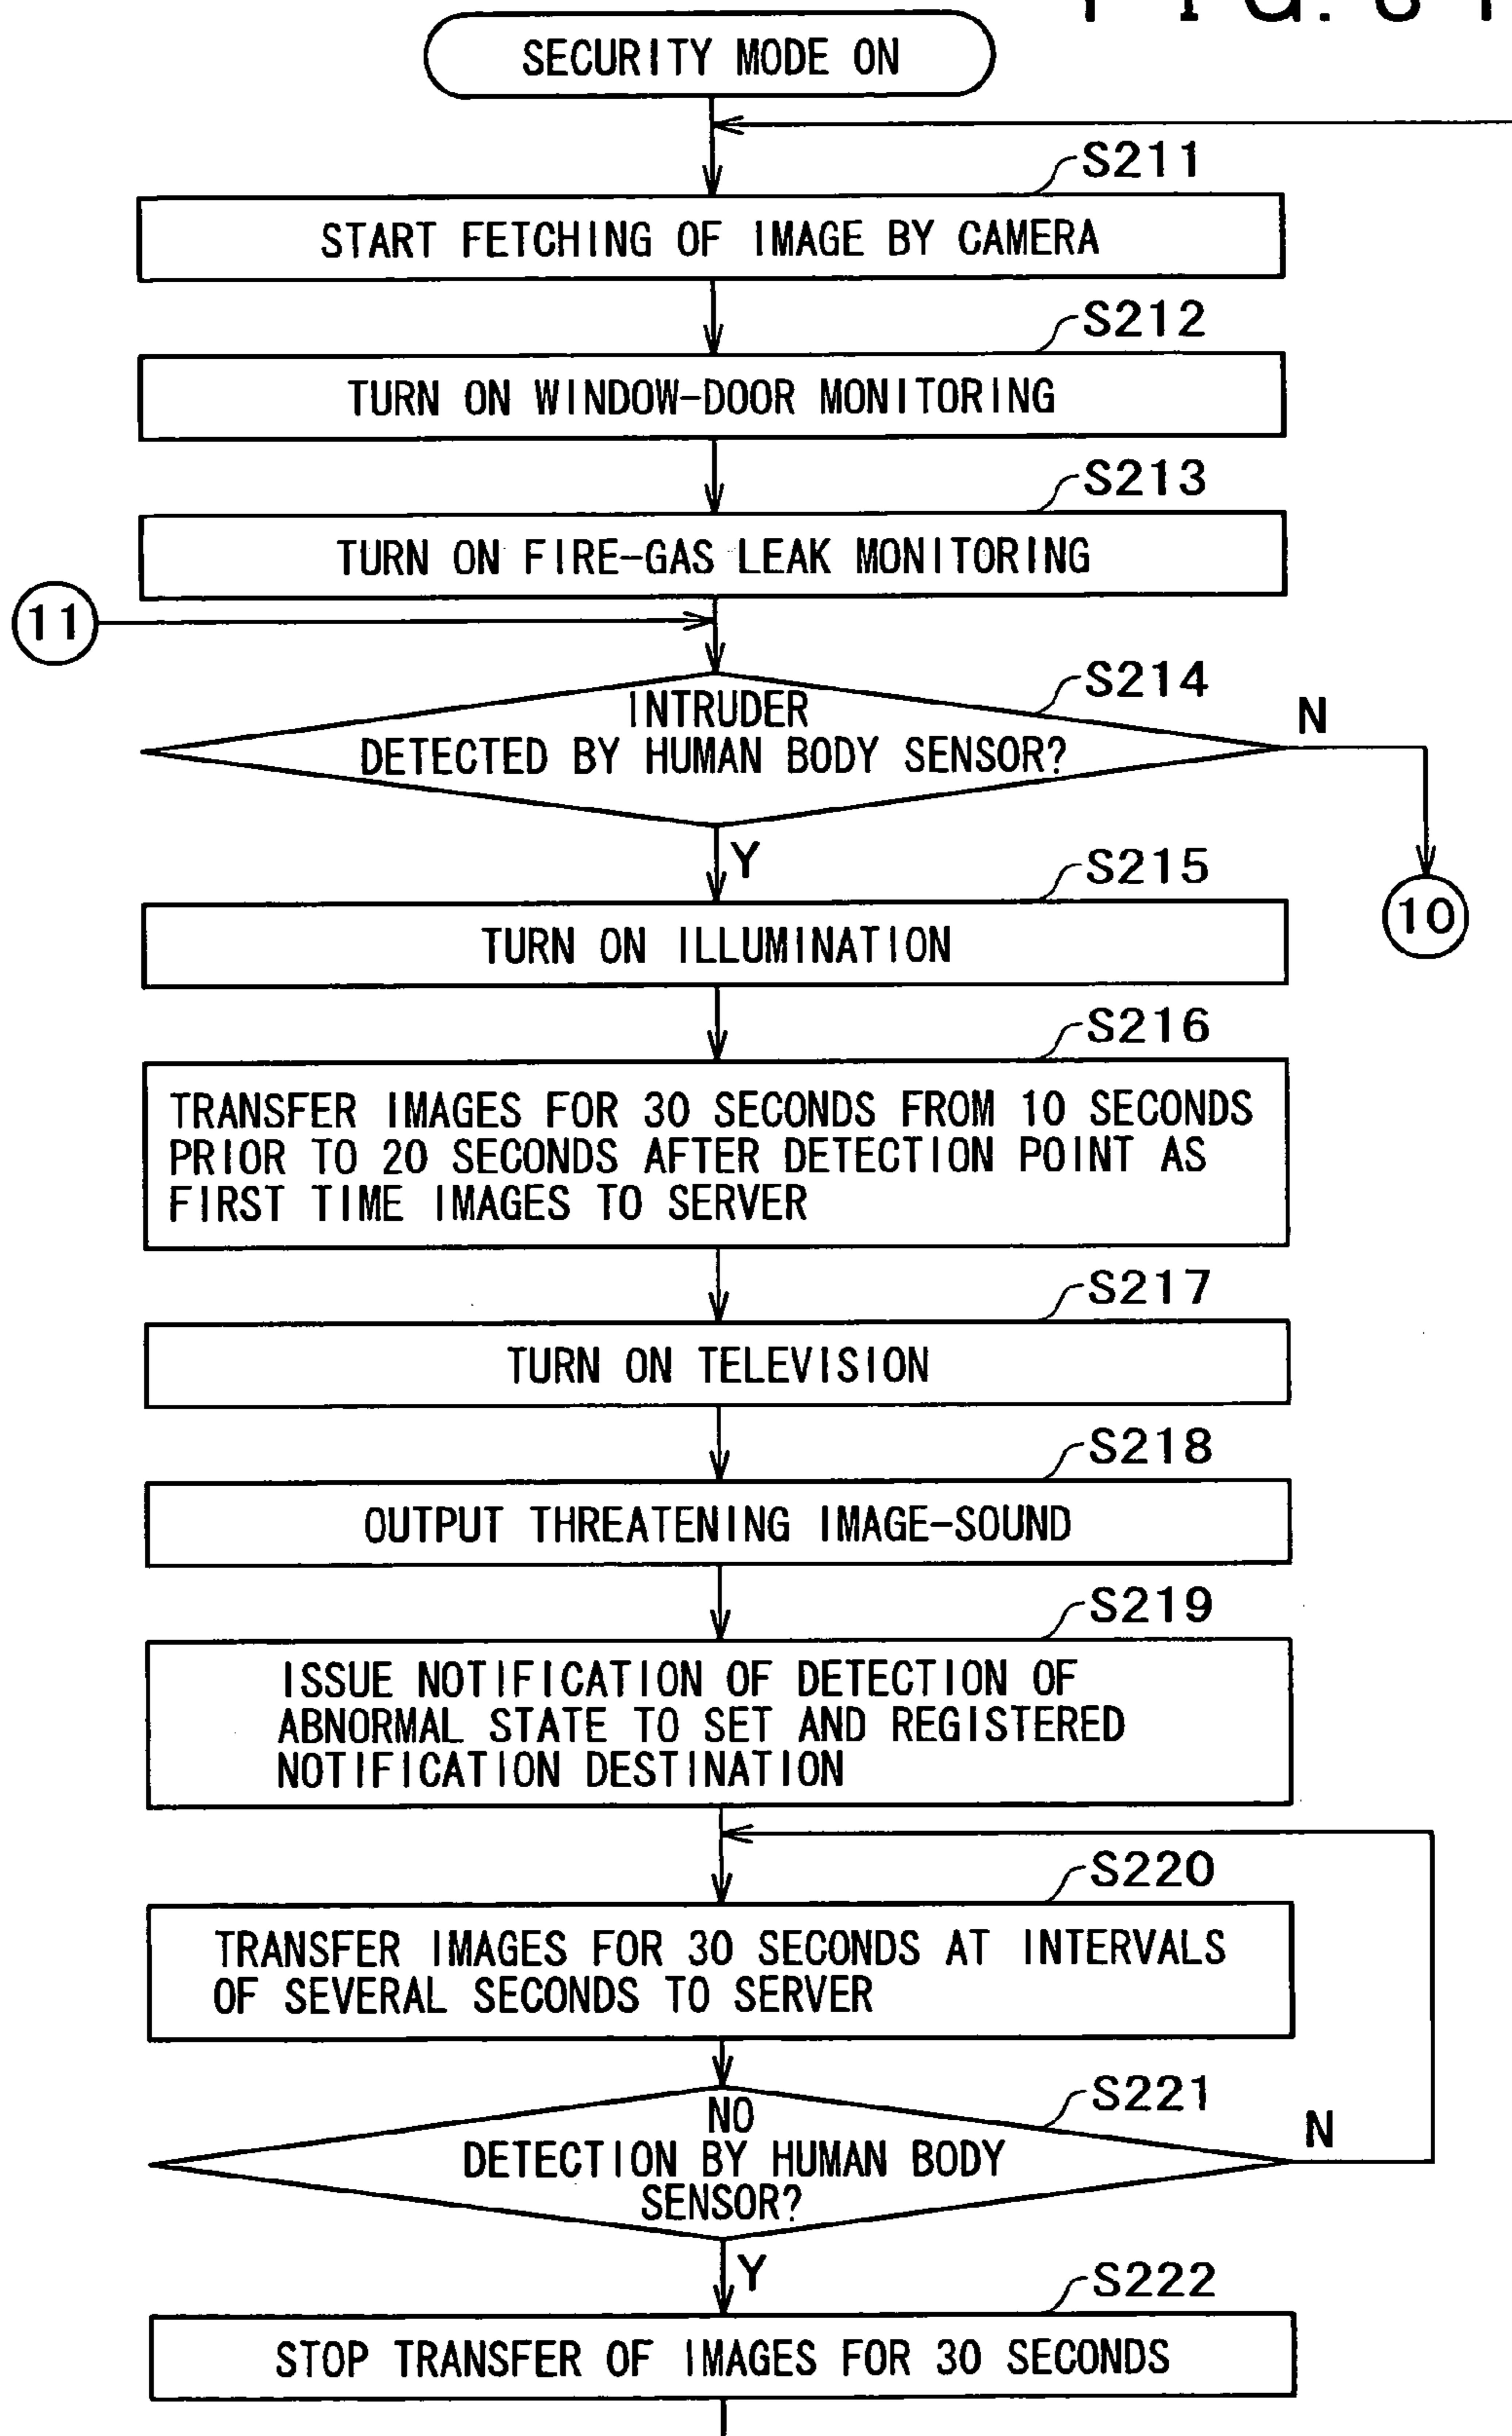 SECURITY MODE ON
S211
START FETCHING OF IMAGE BY CAMERA
S212
TURN ON WINDOW-DOOR MONITORING
S213
TURN ON FIRE-GAS LEAK MONITORING
11
S214
INTRUDER
DETECTED BY HUMAN BODY SENSOR?
N
10
Y
S215
TURN ON ILLUMINATION
S216
TRANSFER IMAGES FOR 30 SECONDS FROM 10 SECONDS
PRIOR TO 20 SECONDS AFTER DETECTION POINT AS
FIRST TIME IMAGES TO SERVER
S217
TURN ON TELEVISION
S218
OUTPUT THREATENING IMAGE-SOUND
S219
ISSUE NOTIFICATION OF DETECTION OF
ABNORMAL STATE TO SET AND REGISTERED
NOTIFICATION DESTINATION
S220
TRANSFER IMAGES FOR 30 SECONDS AT INTERVALS
OF SEVERAL SECONDS TO SERVER
S221
NO
DETECTION BY HUMAN BODY
SENSOR?
N
Y
S222
STOP TRANSFER OF IMAGES FOR 30 SECONDS